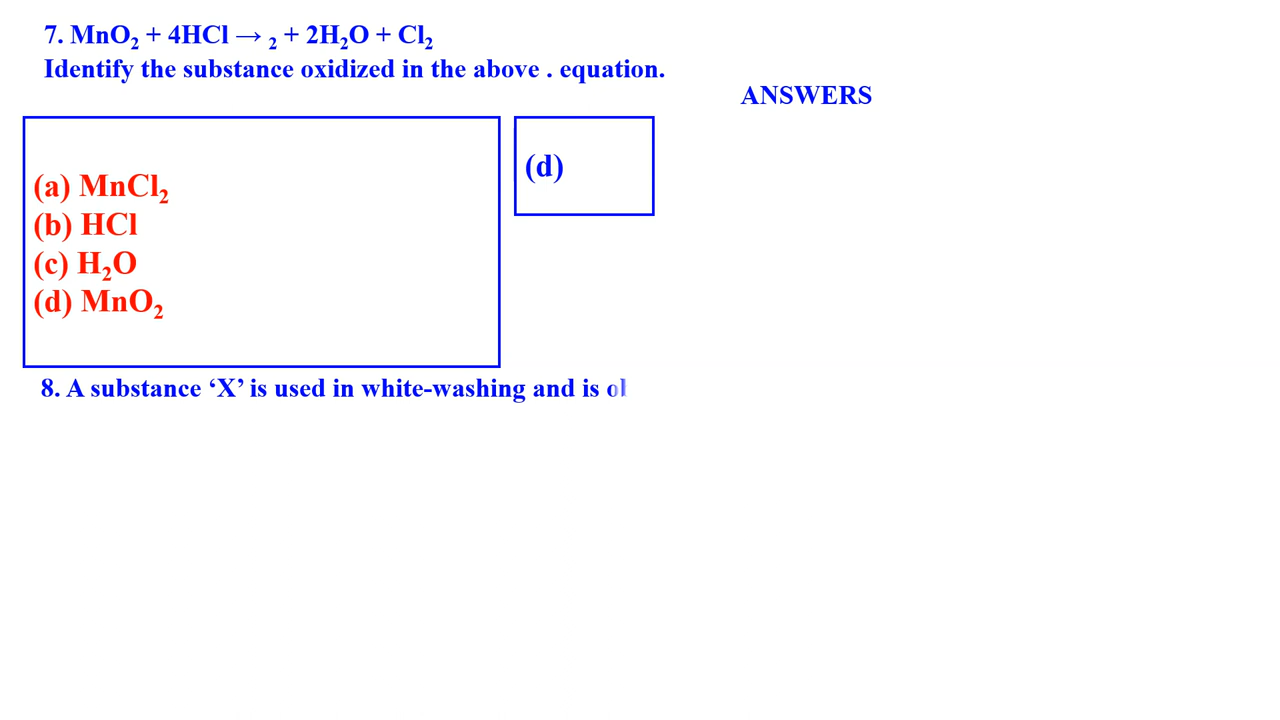 7. MnO₂ + 4HCl → ₂ + 2H₂O + Cl₂
Identify the substance oxidized in the above . equation.
ANSWERS
(a) MnCl₂
(b) HCl
(c) H₂O
(d) MnO₂
(d)
8. A substance ‘X’ is used in white-washing and is